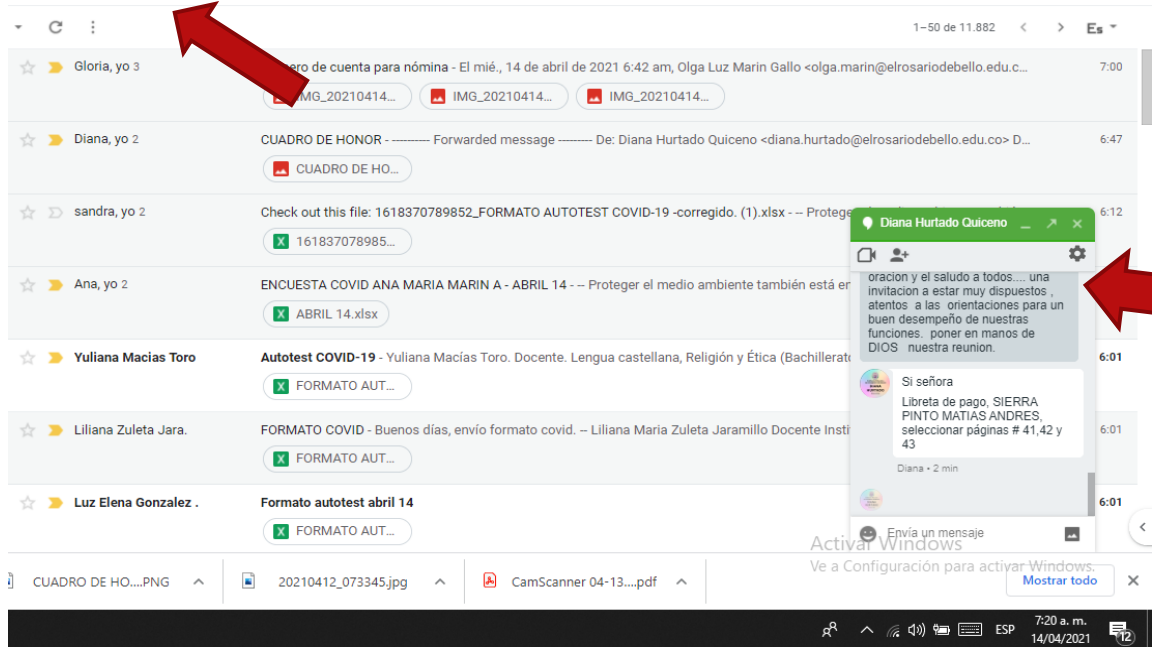 1–50 de 11.882
Es
Gloria, yo 3
ero de cuenta para nómina - El mié., 14 de abril de 2021 6:42 am, Olga Luz Marin Gallo <olga.marin@elrosariodebello.edu.c...
7:00
IMG_20210414...
IMG_20210414...
IMG_20210414...
Diana, yo 2
CUADRO DE HONOR - ---------- Forwarded message --------- De: Diana Hurtado Quiceno <diana.hurtado@elrosariodebello.edu.co> D...
6:47
CUADRO DE HO...
sandra, yo 2
Check out this file: 1618370789852_FORMATO AUTOTEST COVID-19 -corregido. (1).xlsx - -- Protege
6:12
161837078985...
Ana, yo 2
ENCUESTA COVID ANA MARIA MARIN A - ABRIL 14 - -- Proteger el medio ambiente también está en
ABRIL 14.xlsx
Yuliana Macias Toro
Autotest COVID-19 - Yuliana Macías Toro. Docente. Lengua castellana, Religión y Ética (Bachillerato
6:01
FORMATO AUT...
Liliana Zuleta Jara.
FORMATO COVID - Buenos días, envío formato covid. -- Liliana Maria Zuleta Jaramillo Docente Insti
6:01
FORMATO AUT...
Luz Elena Gonzalez .
Formato autotest abril 14
6:01
FORMATO AUT...
Diana Hurtado Quiceno
oracion y el saludo a todos.... una
invitacion a estar muy dispuestos ,
atentos a las orientaciones para un
buen desempeño de nuestras
funciones. poner en manos de
DIOS nuestra reunion.
Si señora
Libreta de pago, SIERRA
PINTO MATIAS ANDRES,
seleccionar páginas # 41,42 y
43
Diana • 2 min
Envía un mensaje
Activar Windows
Ve a Configuración para activar Windows.
CUADRO DE HO....PNG
20210412_073345.jpg
CamScanner 04-13....pdf
Mostrar todo
ESP
7:20 a. m.
14/04/2021
12